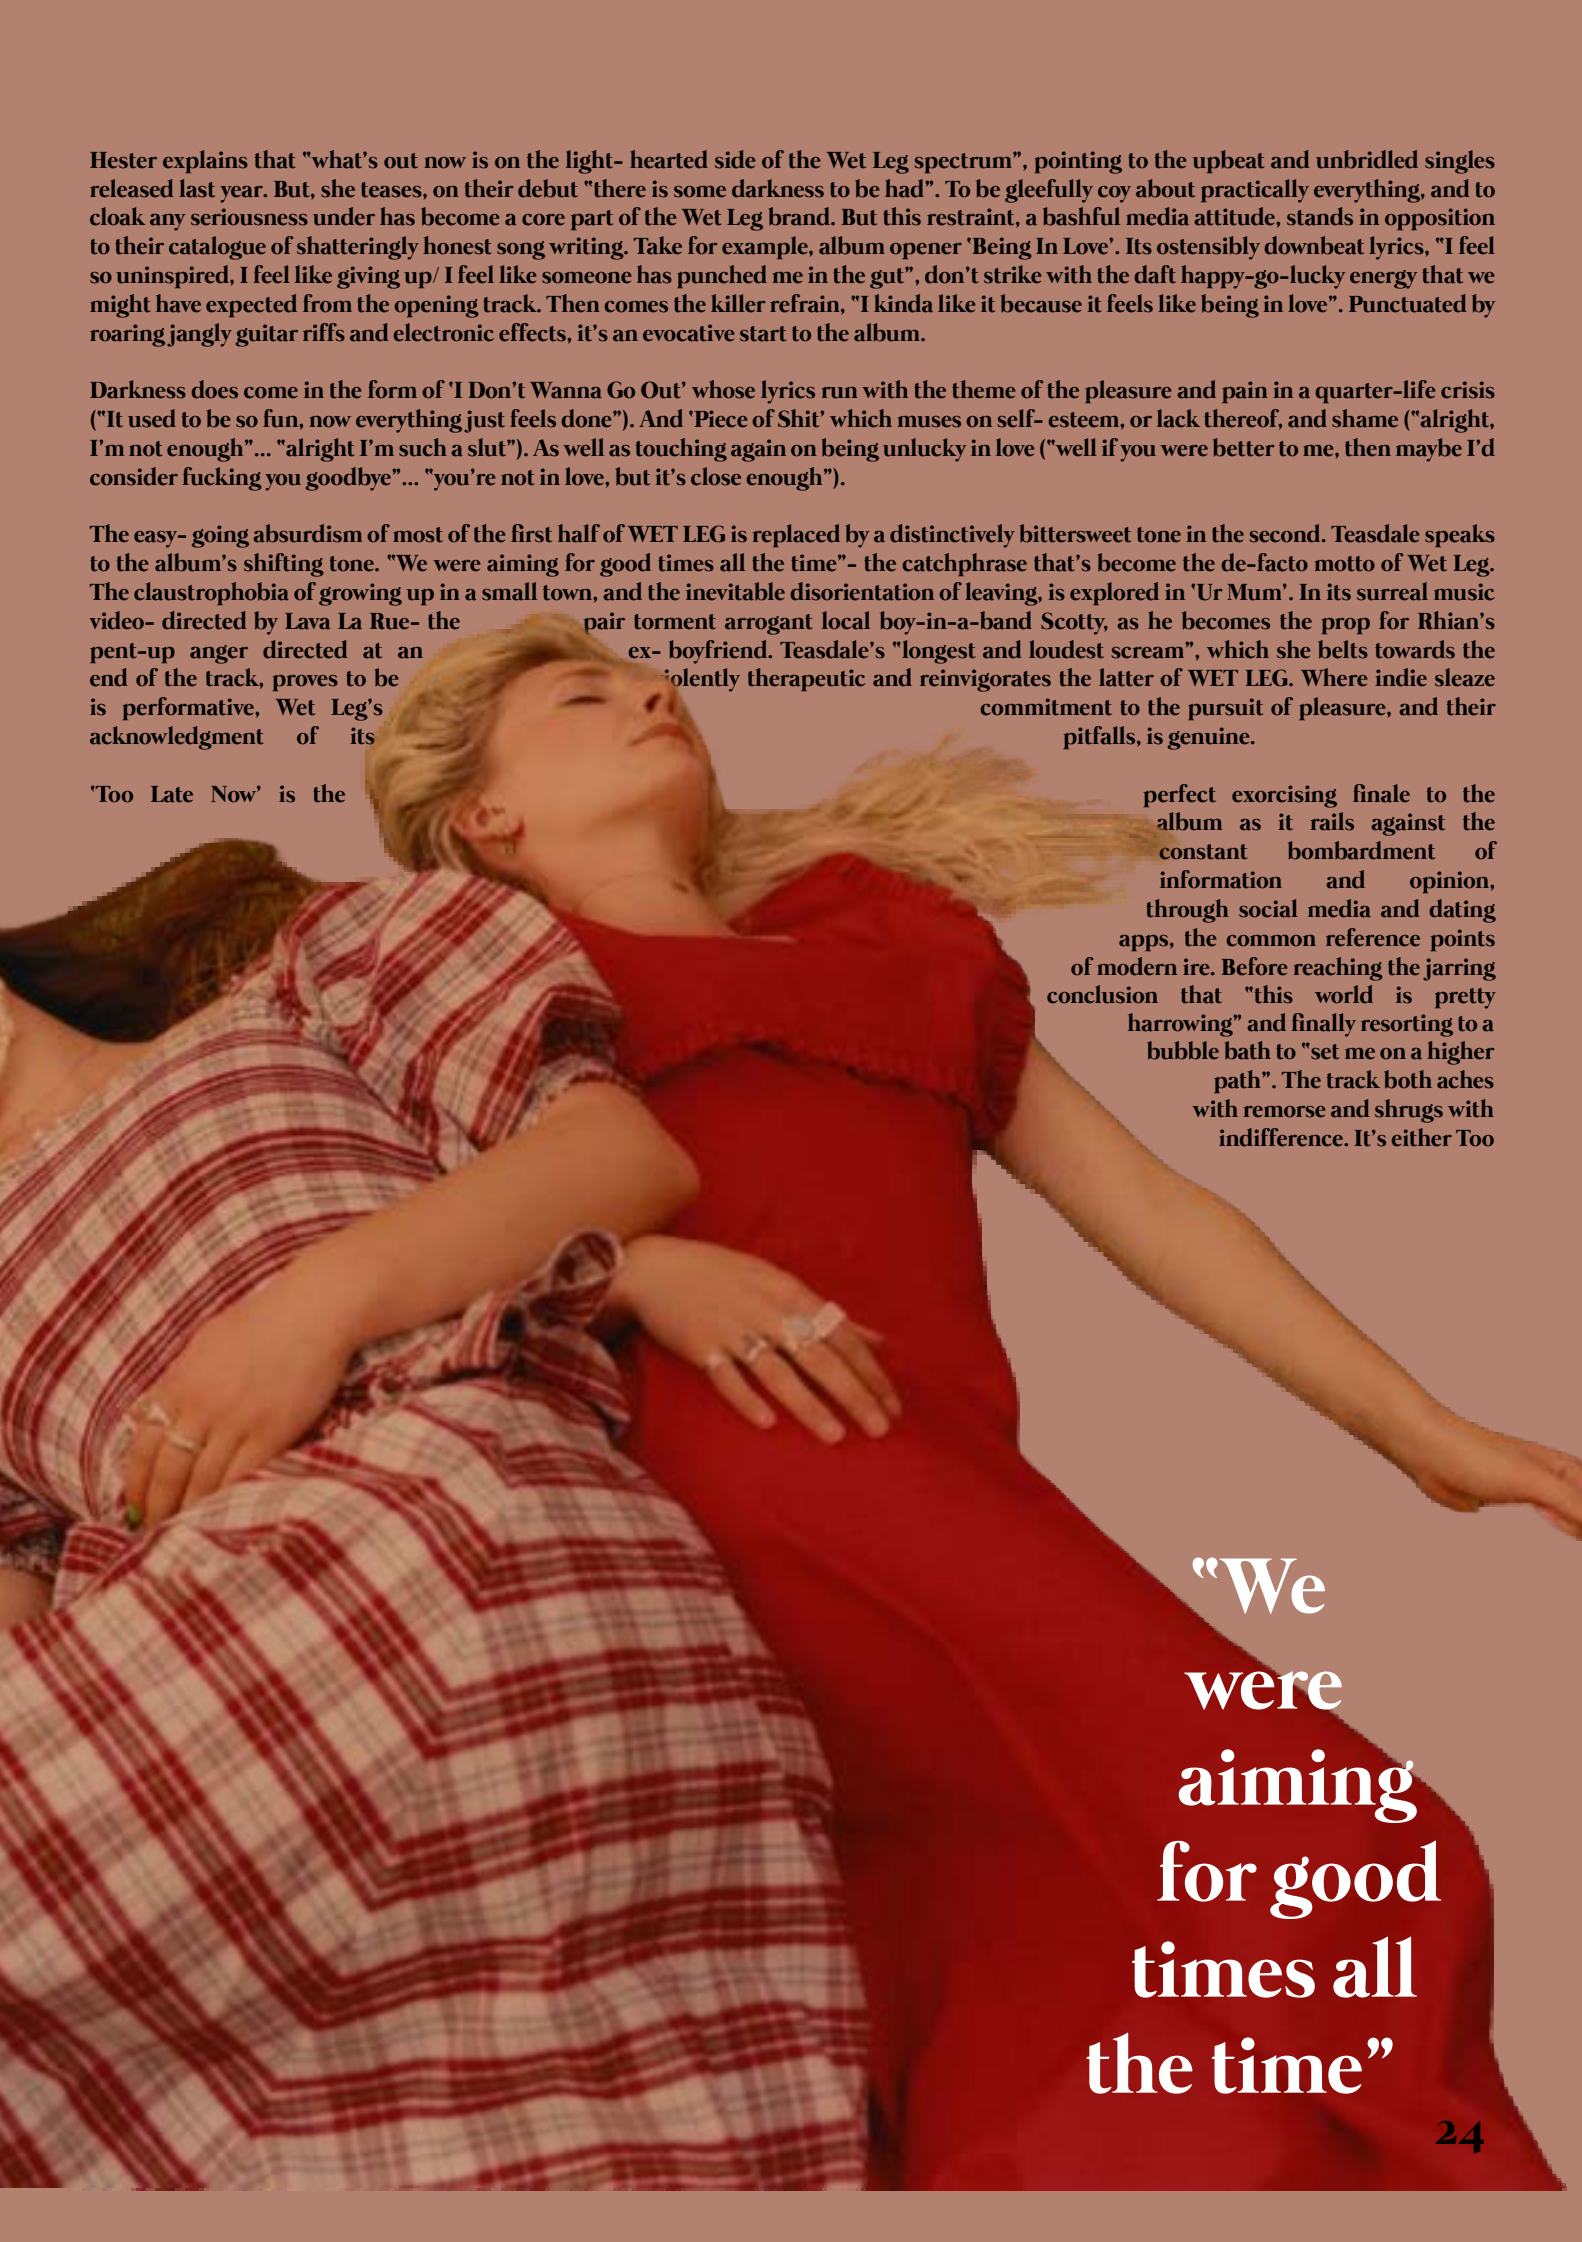 Hester explains that “what’s out now is on the light- hearted side of the Wet Leg spectrum”, pointing to the upbeat and unbridled singles
released last year. But, she teases, on their debut “there is some darkness to be had”. To be gleefully coy about practically everything, and to
cloak any seriousness under has become a core part of the Wet Leg brand. But this restraint, a bashful media attitude, stands in opposition
to their catalogue of shatteringly honest song writing. Take for example, album opener ‘Being In Love’. Its ostensibly downbeat lyrics, “I feel
so uninspired, I feel like giving up/ I feel like someone has punched me in the gut”, don’t strike with the daft happy-go-lucky energy that we
might have expected from the opening track. Then comes the killer refrain, “I kinda like it because it feels like being in love”. Punctuated by
roaring jangly guitar riffs and electronic effects, it’s an evocative start to the album.
Darkness does come in the form of ‘I Don’t Wanna Go Out’ whose lyrics run with the theme of the pleasure and pain in a quarter-life crisis
(“It used to be so fun, now everything just feels done”). And ‘Piece of Shit’ which muses on self- esteem, or lack thereof, and shame (“alright,
I’m not enough”... “alright I’m such a slut”). As well as touching again on being unlucky in love (“well if you were better to me, then maybe I’d
consider fucking you goodbye”... “you’re not in love, but it’s close enough”).
The easy- going absurdism of most of the first half of WET LEG is replaced by a distinctively bittersweet tone in the second. Teasdale speaks
to the album’s shifting tone. “We were aiming for good times all the time”- the catchphrase that’s become the de-facto motto of Wet Leg.
The claustrophobia of growing up in a small town, and the inevitable disorientation of leaving, is explored in ‘Ur Mum’. In its surreal music
video- directed by Lava La Rue- the pair torment arrogant local boy-in-a-band Scotty, as he becomes the prop for Rhian’s
pent-up anger directed at an ex- boyfriend. Teasdale’s “longest and loudest scream”, which she belts towards the
end of the track, proves to be iolently therapeutic and reinvigorates the latter of WET LEG. Where indie sleaze
is performative, Wet Leg’s commitment to the pursuit of pleasure, and their
acknowledgment of its pitfalls, is genuine.
‘Too Late Now’ is the perfect exorcising finale to the
album as it rails against the
constant bombardment of
information and opinion,
through social media and dating
apps, the common reference points
of modern ire. Before reaching the jarring
conclusion that “this world is pretty
harrowing” and finally resorting to a
bubble bath to “set me on a higher
path”. The track both aches
with remorse and shrugs with
indifference. It’s either Too
“We
were
aiming
for good
times all
the time”
24